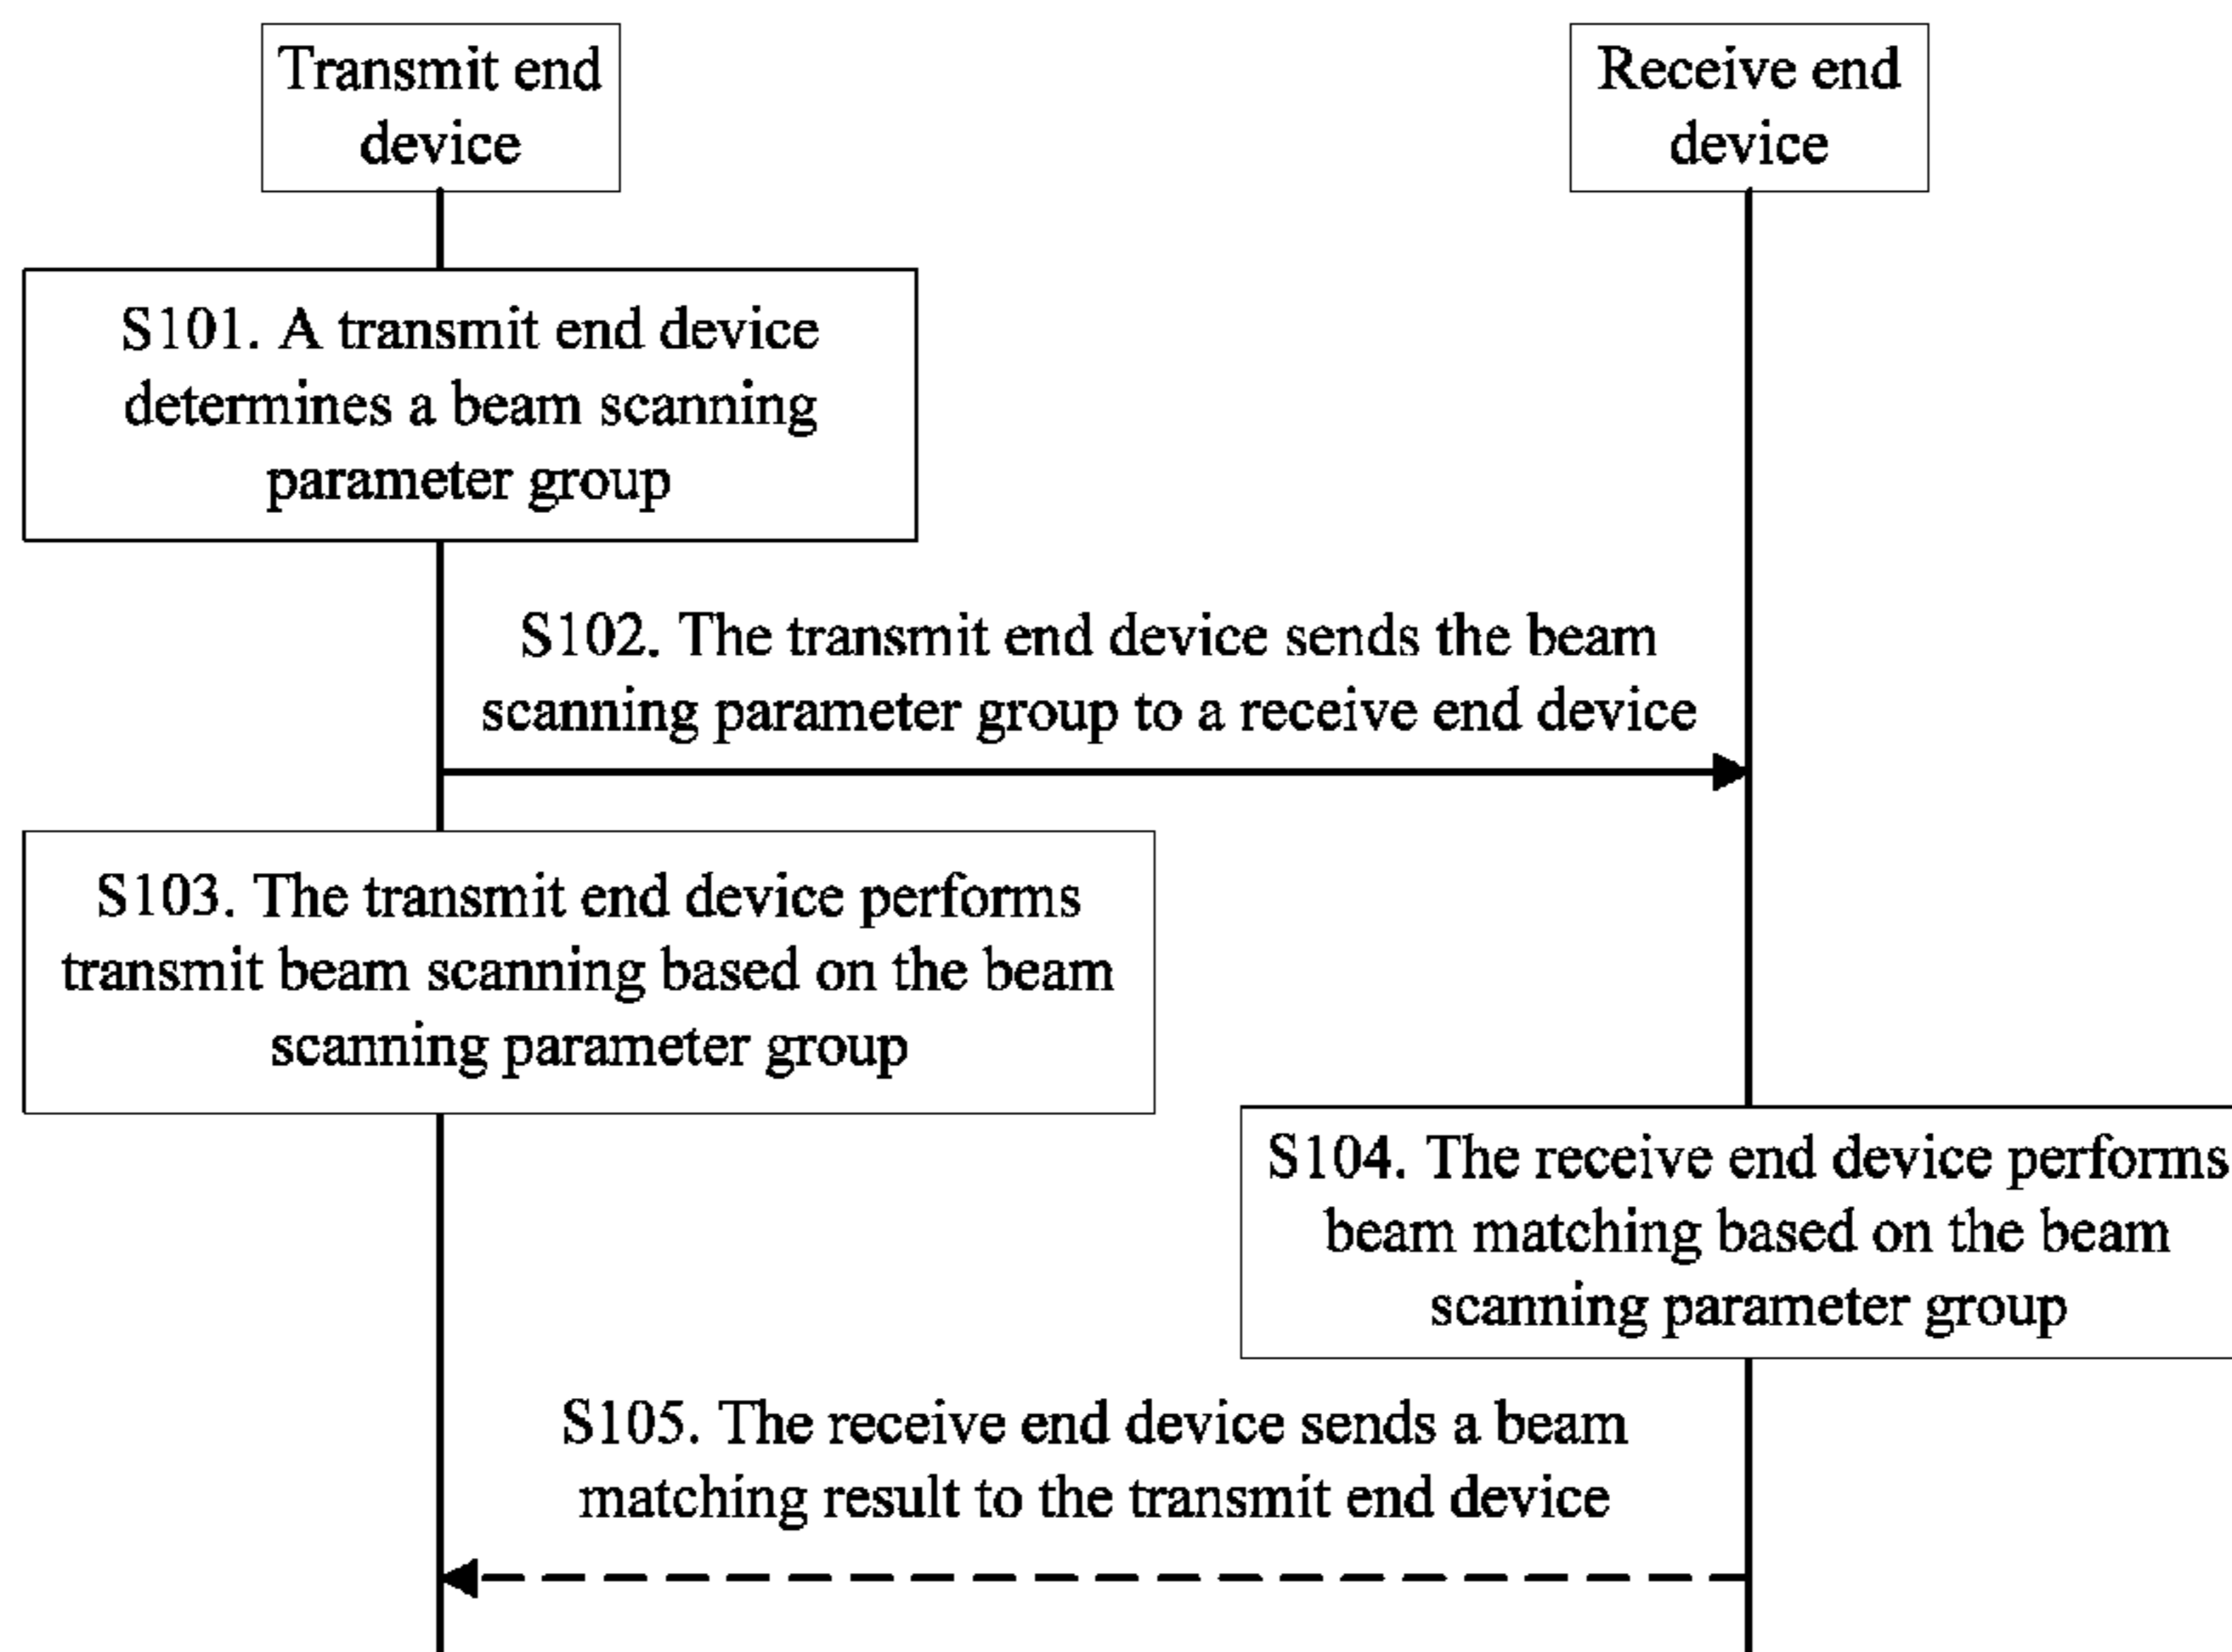 Transmit end
device
Receive end
device
S101. A transmit end device
determines a beam scanning
parameter group
S102. The transmit end device sends the beam
scanning parameter group to a receive end device
S103. The transmit end device performs
transmit beam scanning based on the beam
scanning parameter group
S104. The receive end device performs
beam matching based on the beam
scanning parameter group
S105. The receive end device sends a beam
matching result to the transmit end device